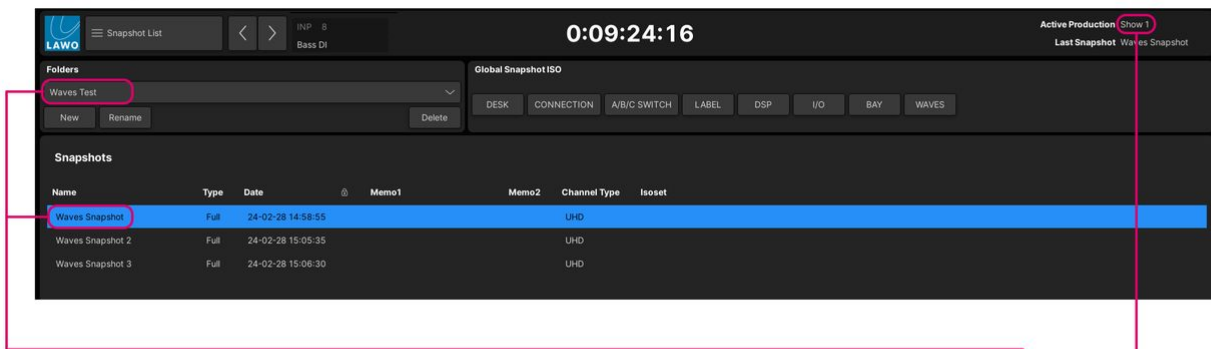 LAWO
Snapshot List
INP 8
Bass DI
0:09:24:16
Active Production Show 1
Last Snapshot Waves Snapshot
Folders
Waves Test
New Rename Delete
Global Snapshot ISO
DESK CONNECTION A/B/C SWITCH LABEL DSP I/O BAY WAVES
Snapshots
Name Type Date Memo1 Memo2 Channel Type Isoset
Waves Snapshot Full 24-02-28 14:58:55 UHD
Waves Snapshot 2 Full 24-02-28 15:05:35 UHD
Waves Snapshot 3 Full 24-02-28 15:06:30 UHD